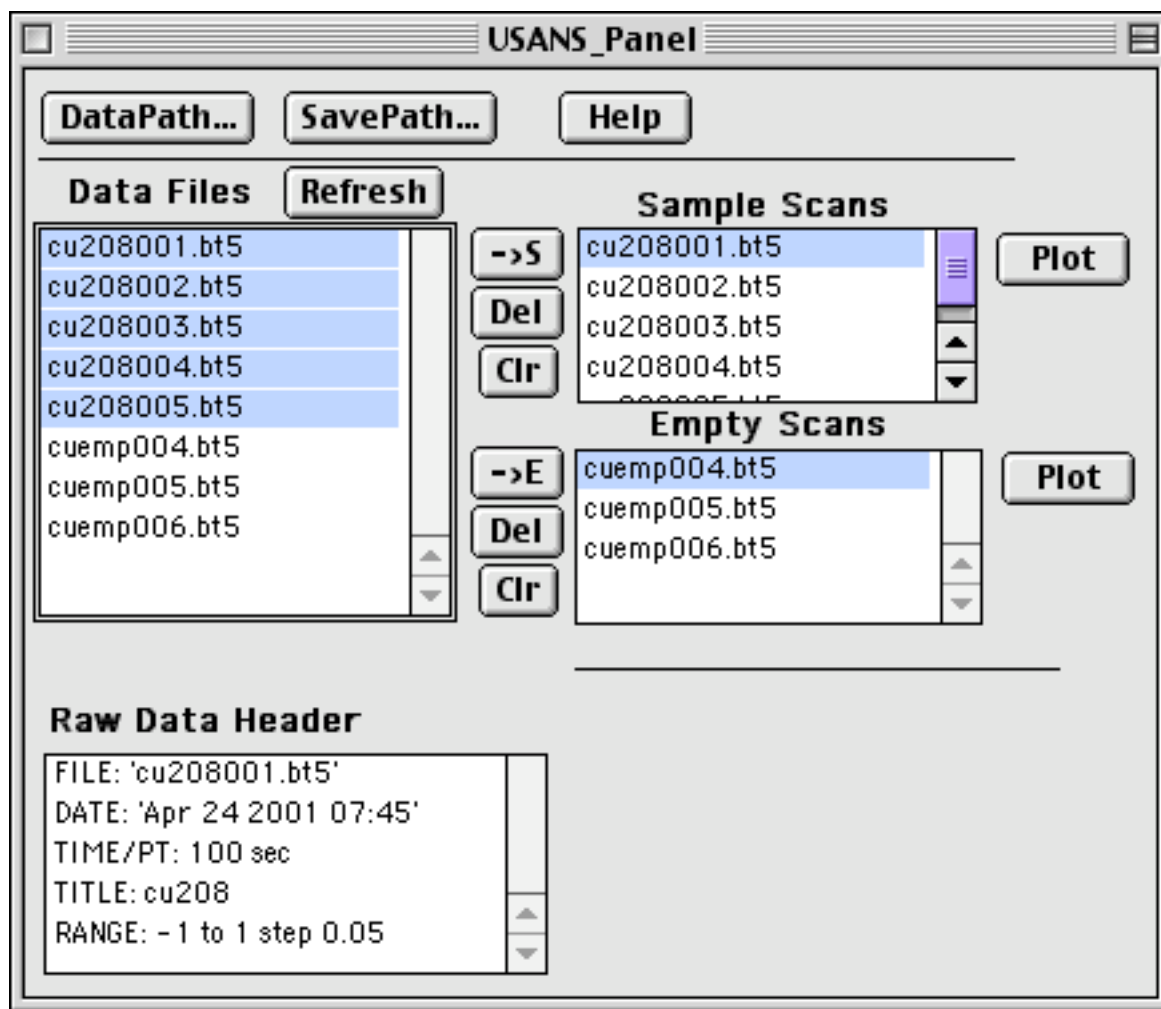 USANS_Panel
DataPath...
SavePath...
Help
Data Files
Refresh
cu208001.bt5
cu208002.bt5
cu208003.bt5
cu208004.bt5
cu208005.bt5
cuemp004.bt5
cuemp005.bt5
cuemp006.bt5
->S
Del
Clr
Sample Scans
cu208001.bt5
cu208002.bt5
cu208003.bt5
cu208004.bt5
Plot
->E
Del
Clr
Empty Scans
cuemp004.bt5
cuemp005.bt5
cuemp006.bt5
Plot
Raw Data Header
FILE: 'cu208001.bt5'
DATE: 'Apr 24 2001 07:45'
TIME/PT: 100 sec
TITLE: cu208
RANGE: -1 to 1 step 0.05